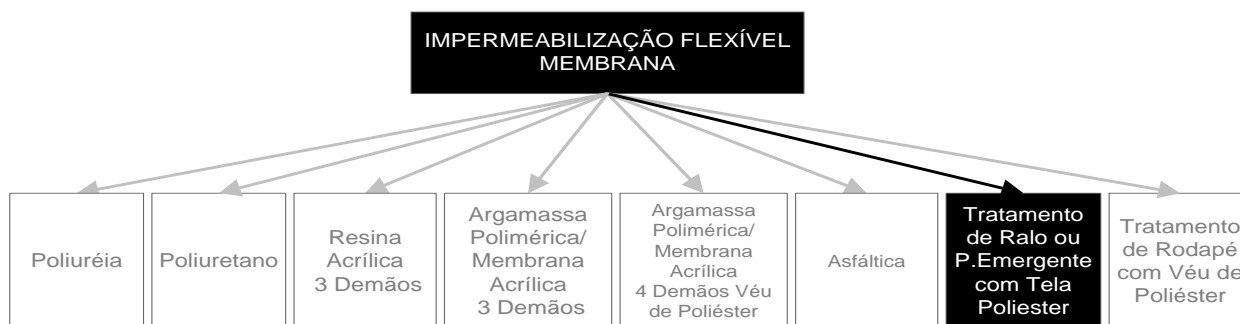 IMPERMEABILIZAÇÃO FLEXÍVEL
MEMBRANA
Poliuréia
Poliuretano
Resina
Acrílica
3 Demãos
Argamassa
Polimérica/
Membrana
Acrílica
3 Demãos
Argamassa
Polimérica/
Membrana
Acrílica
4 Demãos Véu
de Poliéster
Asfáltica
Tratamento
de Ralo ou
P.Emergente
com Tela
Poliester
Tratamento
de Rodapé
com Véu de
Poliéster